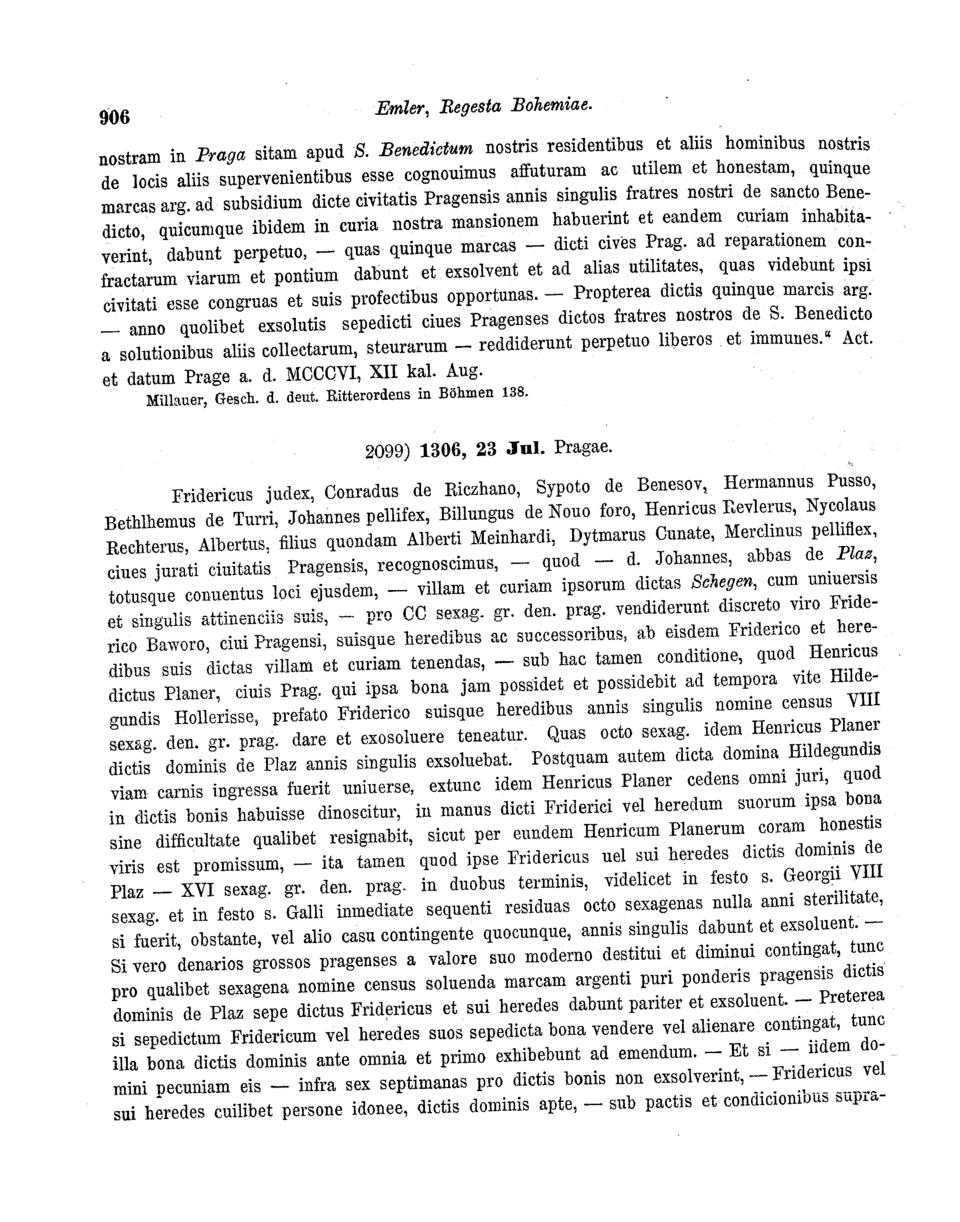 906
Emler, Regesta Bohemiae.
nostram in Praga sitam apud S. Benedictum nostris residentibus et aliis hominibus nostris
de locis aliis supervenientibus esse cognouimus affuturam ac utilem et honestam, quinque
marcas arg. ad subsidium dicte civitatis Pragensis annis singulis fratres nostri de sancto Bene-
dicto, quicumque ibidem in curia nostra mansionem habuerint et eandem curiam inhabita-
verint, dabunt perpetuo, — quas quinque marcas — dicti cives Prag. ad reparationem con-
fractarum viarum et pontium dabunt et exsolvent et ad alias utilitates, quas videbunt ipsi
civitati esse congruas et suis profectibus opportunas. — Propterea dictis quinque marcis arg.
— anno quolibet exsolutis sepedicti ciues Pragenses dictos fratres nostros de S. Benedicto
a solutionibus aliis collectarum, steurarum — reddiderunt perpetuo liberos et immunes.“ Act.
et datum Prage a. d. MCCCVI, XII kal. Aug.
Millauer, Gesch. d. deut. Ritterordens in Böhmen 138.
2099) 1306, 23 Jul. Pragae.
Fridericus judex, Conradus de Riczhano, Sypoto de Benesov, Hermannus Pusso,
Bethlhemus de Turri, Johannes pellifex, Billungus de Nouo foro, Henricus Revlerus, Nycolaus
Rechterus, Albertus, filius quondam Alberti Meinhardi, Dytmarus Cunate, Merclinus pelliflex,
ciues jurati ciuitatis Pragensis, recognoscimus, — quod — d. Johannes, abbas de Plaz,
totusque conuentus loci ejusdem, — villam et curiam ipsorum dictas Schegen, cum uniuersis
et singulis attinenciis suis, — pro CC sexag. gr. den. prag. vendiderunt discreto viro Fride-
rico Baworo, ciui Pragensi, suisque heredibus ac successoribus, ab eisdem Friderico et here-
dibus suis dictas villam et curiam tenendas, — sub hac tamen conditione, quod Henricus
dictus Planer, ciuis Prag. qui ipsa bona jam possidet et possidebit ad tempora vite Hilde-
gundis Hollerisse, prefato Friderico suisque heredibus annis singulis nomine census VIII
sexag. den. gr. prag. dare et exosoluere teneatur. Quas octo sexag. idem Henricus Planer
dictis dominis de Plaz annis singulis exsoluebat. Postquam autem dicta domina Hildegundis
viam carnis ingressa fuerit uniuerse, extunc idem Henricus Planer cedens omni juri, quod
in dictis bonis habuisse dinoscitur, in manus dicti Friderici vel heredum suorum ipsa bona
sine difficultate qualibet resignabit, sicut per eundem Henricum Planerum coram honestis
viris est promissum, — ita tamen quod ipse Fridericus uel sui heredes dictis dominis de
Plaz — XVI sexag. gr. den. prag. in duobus terminis, videlicet in festo s. Georgii VIII
sexag. et in festo s. Galli inmediate sequenti residuas octo sexagenas nulla anni sterilitate,
si fuerit, obstante, vel alio casu contingente quocunque, annis singulis dabunt et exsoluent. —
Si vero denarios grossos pragenses a valore suo moderno destitui et diminui contingat, tunc
pro qualibet sexagena nomine census soluenda marcam argenti puri ponderis pragensis dictis
dominis de Plaz sepe dictus Fridericus et sui heredes dabunt pariter et exsoluent. — Preterea
si sepedictum Fridericum vel heredes suos sepedicta bona vendere vel alienare contingat, tunc
illa bona dictis dominis ante omnia et primo exhibebunt ad emendum. — Et si — iidem do-
mini pecuniam eis — infra sex septimanas pro dictis bonis non exsolverint, — Fridericus vel
sui heredes cuilibet persone idonee, dictis dominis apte, — sub pactis et condicionibus supra-